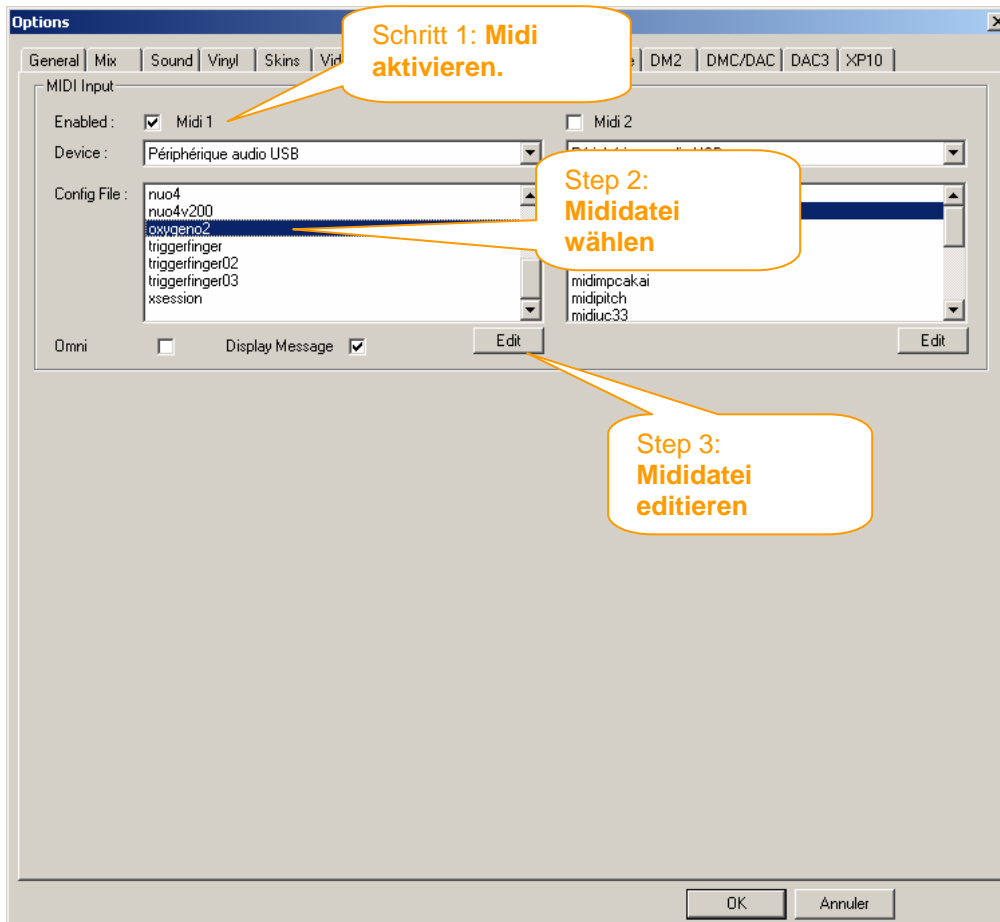 Options
Schritt 1: Midi
aktivieren.
General Mix Sound Vinyl Skins DM2 DMC/DAC DAC3 XP10
MIDI Input
Enabled : Midi 1 Midi 2
Device : Périphérique audio USB
Config File :
nuo4
nuo4v200
oxygeno2
triggerfinger
triggerfinger02
triggerfinger03
xsession
Step 2:
Mididatei
wählen
midimpcakai
midipitch
midiuc33
Omni Display Message Edit Edit
Step 3:
Mididatei
editieren
OK Annuler